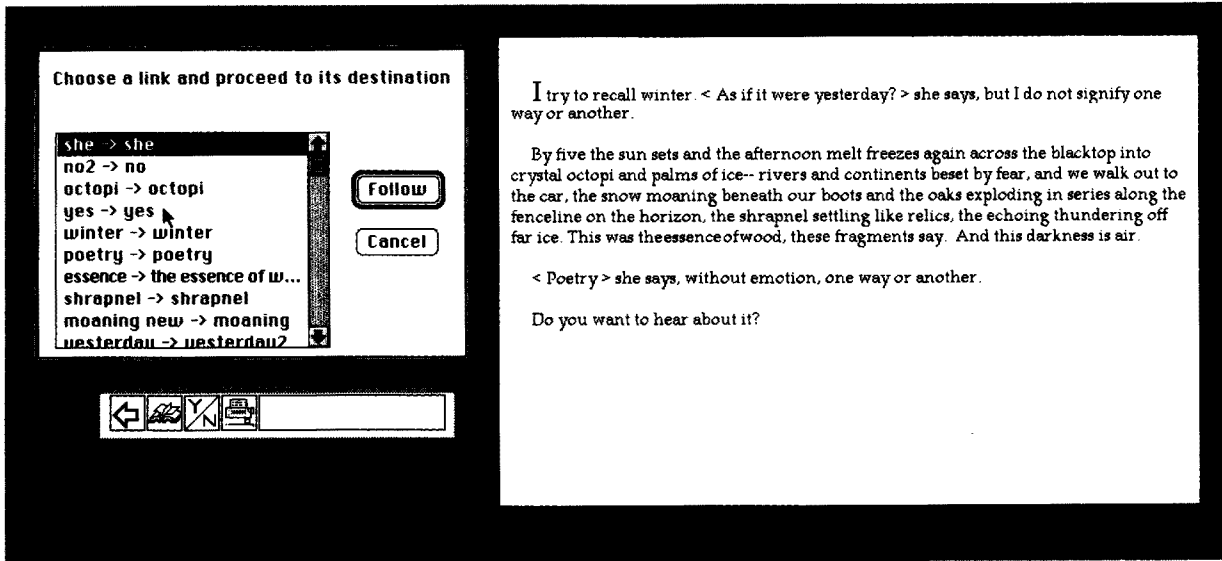 Choose a link and proceed to its destination
she -> she
no2 -> no
octopi -> octopi
yes -> yes
winter -> winter
poetry -> poetry
essence -> the essence of w...
shrapnel -> shrapnel
moaning new -> moaning
yesterday -> yesterday2
Follow
Cancel
Y/N
I try to recall winter. < As if it were yesterday? > she says, but I do not signify one
way or another.
By five the sun sets and the afternoon melt freezes again across the blacktop into
crystal octopi and palms of ice-- rivers and continents beset by fear, and we walk out to
the car, the snow moaning beneath our boots and the oaks exploding in series along the
fenceline on the horizon, the shrapnel settling like relics, the echoing thundering off
far ice. This was theessenceofwood, these fragments say. And this darkness is air.
< Poetry > she says, without emotion, one way or another.
Do you want to hear about it?